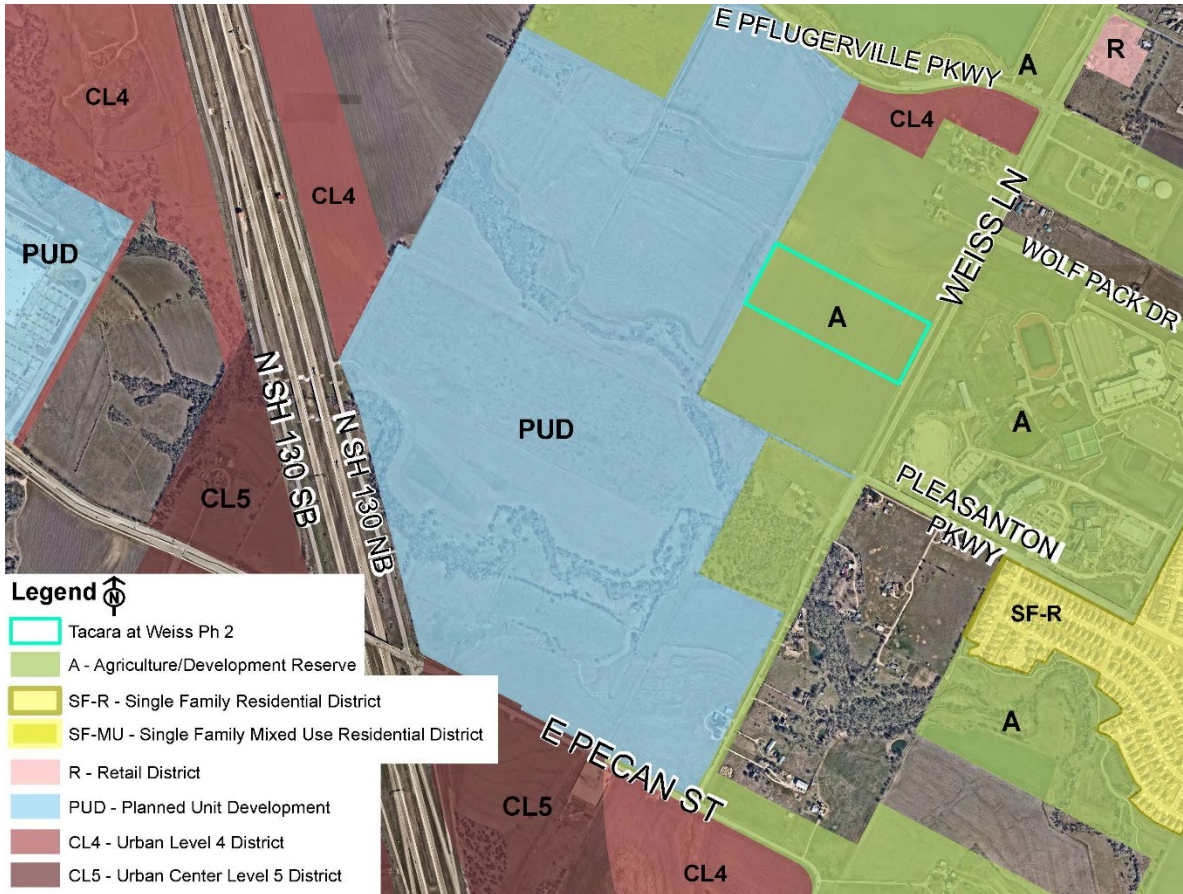 E PFLUGERVILLE PKWY
R
A
CL4
CL4
CL4
WEISS LN
WOLF PACK DR
PUD
A
PUD
A
N SH 130 SB
N SH 130 NB
CL5
PLEASANTON
PKWY
SF-R
A
E PECAN ST
CL5
CL4
Legend
N
Tacara at Weiss Ph 2
A - Agriculture/Development Reserve
SF-R - Single Family Residential District
SF-MU - Single Family Mixed Use Residential District
R - Retail District
PUD - Planned Unit Development
CL4 - Urban Level 4 District
CL5 - Urban Center Level 5 District